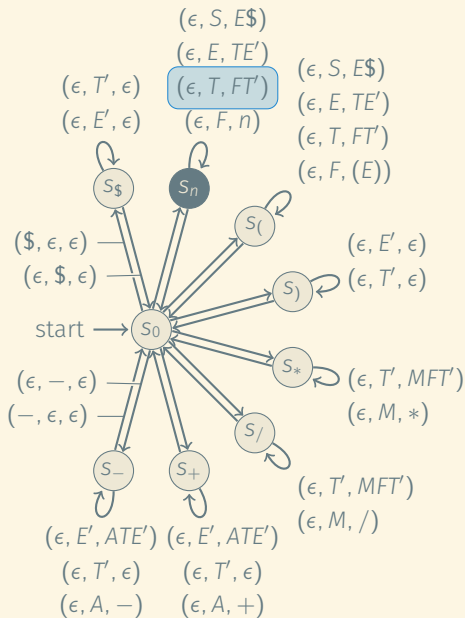 (ϵ, S, E$)
(ϵ, E, TE′)
(ϵ, T, FT′)
(ϵ, F, n)
(ϵ, T′, ϵ)
(ϵ, E′, ϵ)
(ϵ, S, E$)
(ϵ, E, TE′)
(ϵ, T, FT′)
(ϵ, F, (E))
S$
Sn
S(
($, ϵ, ϵ)
(ϵ, $, ϵ)
(ϵ, E′, ϵ)
(ϵ, T′, ϵ)
S)
start
S0
S*
(ϵ, −, ϵ)
(−, ϵ, ϵ)
(ϵ, T′, MFT′)
(ϵ, M, *)
S/
S−
S+
(ϵ, T′, MFT′)
(ϵ, M, /)
(ϵ, E′, ATE′)
(ϵ, T′, ϵ)
(ϵ, A, −)
(ϵ, E′, ATE′)
(ϵ, T′, ϵ)
(ϵ, A, +)